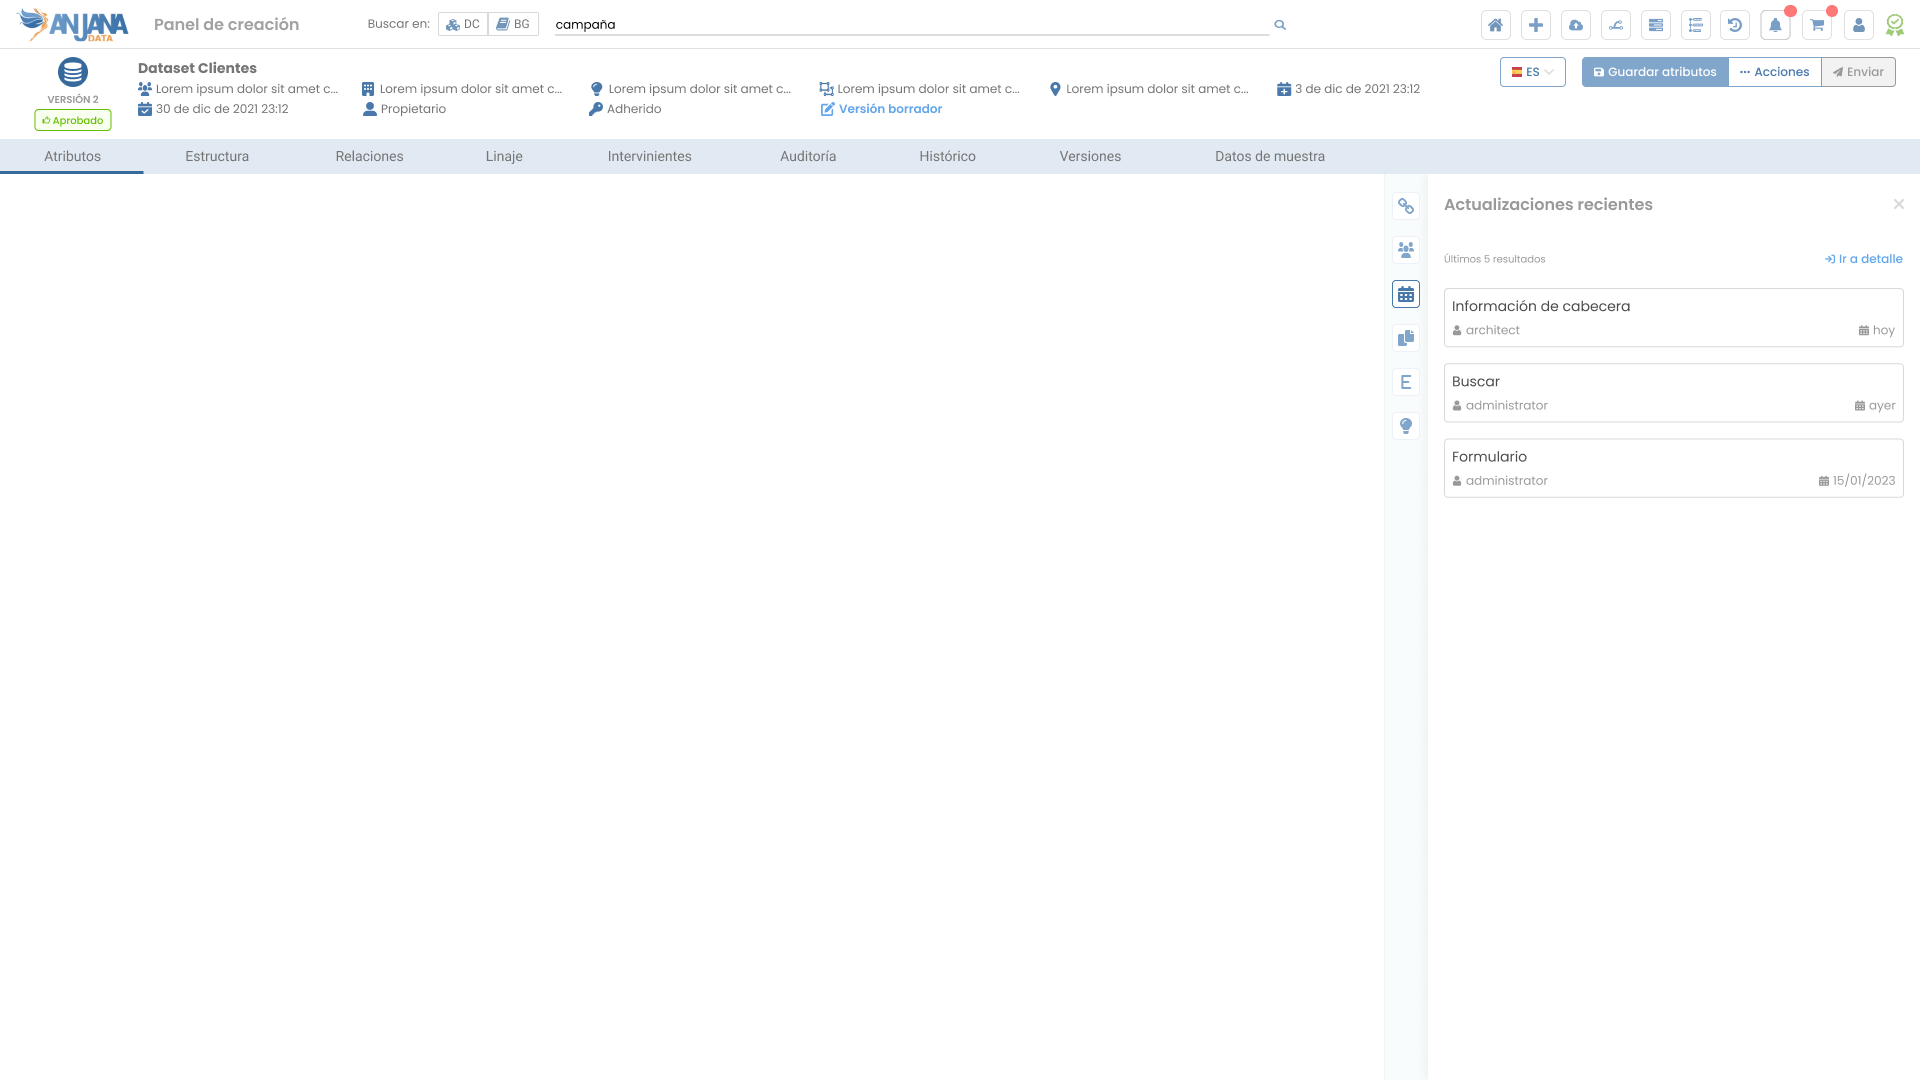 ANJANA DATA
Panel de creación
Buscar en:
DC
BG
campaña
VERSIÓN 2
Aprobado
Dataset Clientes
Lorem ipsum dolor sit amet c...
Lorem ipsum dolor sit amet c...
Lorem ipsum dolor sit amet c...
Lorem ipsum dolor sit amet c...
Lorem ipsum dolor sit amet c...
3 de dic de 2021 23:12
30 de dic de 2021 23:12
Propietario
Adherido
Versión borrador
ES
Guardar atributos
Acciones
Enviar
Atributos
Estructura
Relaciones
Linaje
Intervinientes
Auditoría
Histórico
Versiones
Datos de muestra
E
Actualizaciones recientes
Últimos 5 resultados
Ir a detalle
Información de cabecera
architect
hoy
Buscar
administrator
ayer
Formulario
administrator
15/01/2023